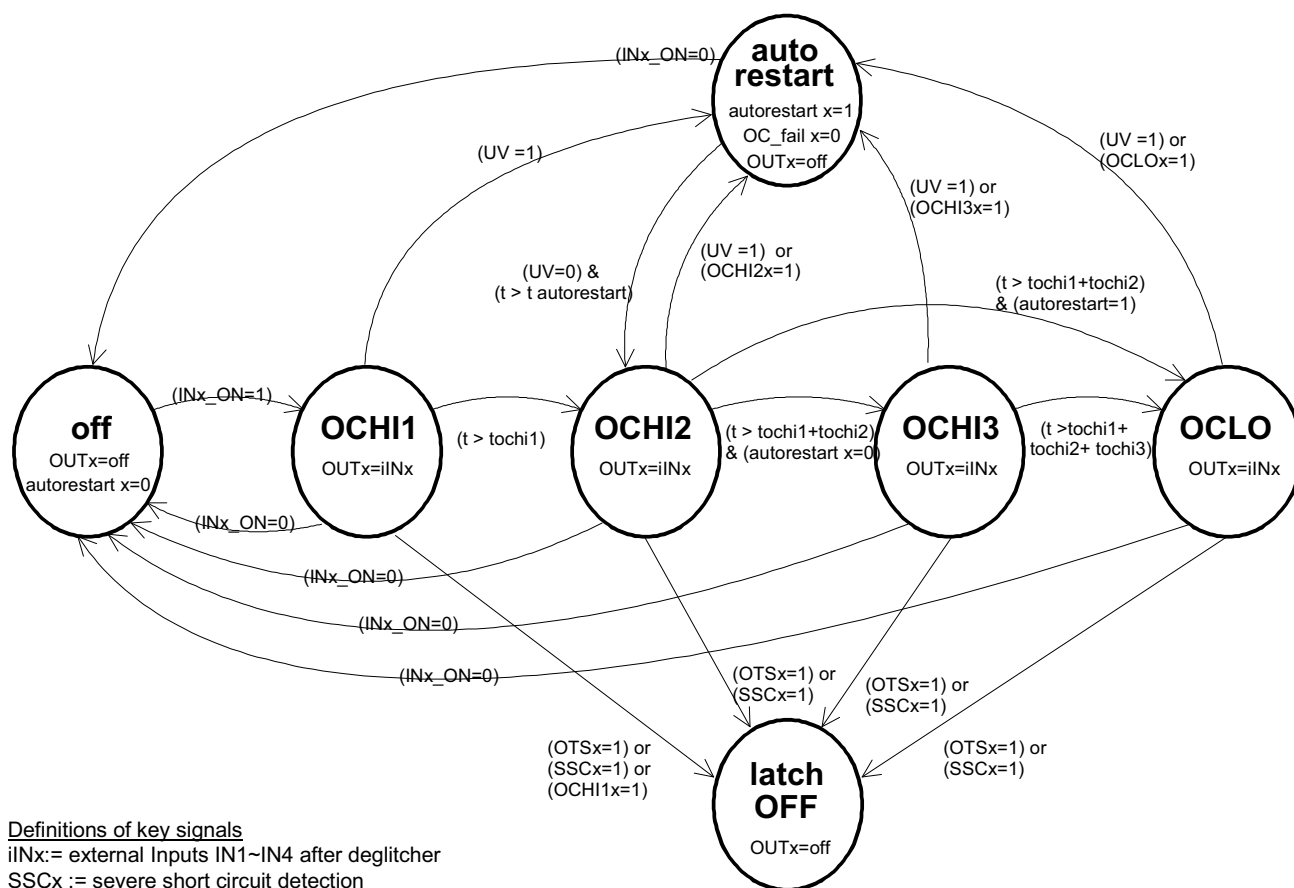 (INx_ON=0)
auto
restart
autorestart x=1
OC_fail x=0
OUTx=off
(UV =1)
(UV =1) or
(OCLOx=1)
(UV =1) or
(OCHI3x=1)
(UV =1) or
(OCHI2x=1)
(UV=0) &
(t > t autorestart)
(t > tochi1+tochi2)
& (autorestart=1)
off
OUTx=off
autorestart x=0
(INx_ON=1)
OCHI1
OUTx=iINx
(t > tochi1)
OCHI2
OUTx=iINx
(t > tochi1+tochi2)
& (autorestart x=0)
OCHI3
OUTx=iINx
(t >tochi1+
tochi2+ tochi3)
OCLO
OUTx=iINx
(INx_ON=0)
(INx_ON=0)
(INx_ON=0)
(INx_ON=0)
(OTSx=1) or
(SSCx=1) or
(OCHI1x=1)
(OTSx=1) or
(SSCx=1)
(OTSx=1) or
(SSCx=1)
(OTSx=1) or
(SSCx=1)
latch
OFF
OUTx=off
Definitions of key signals
iINx:= external Inputs IN1~IN4 after deglitcher
SSCx := severe short circuit detection